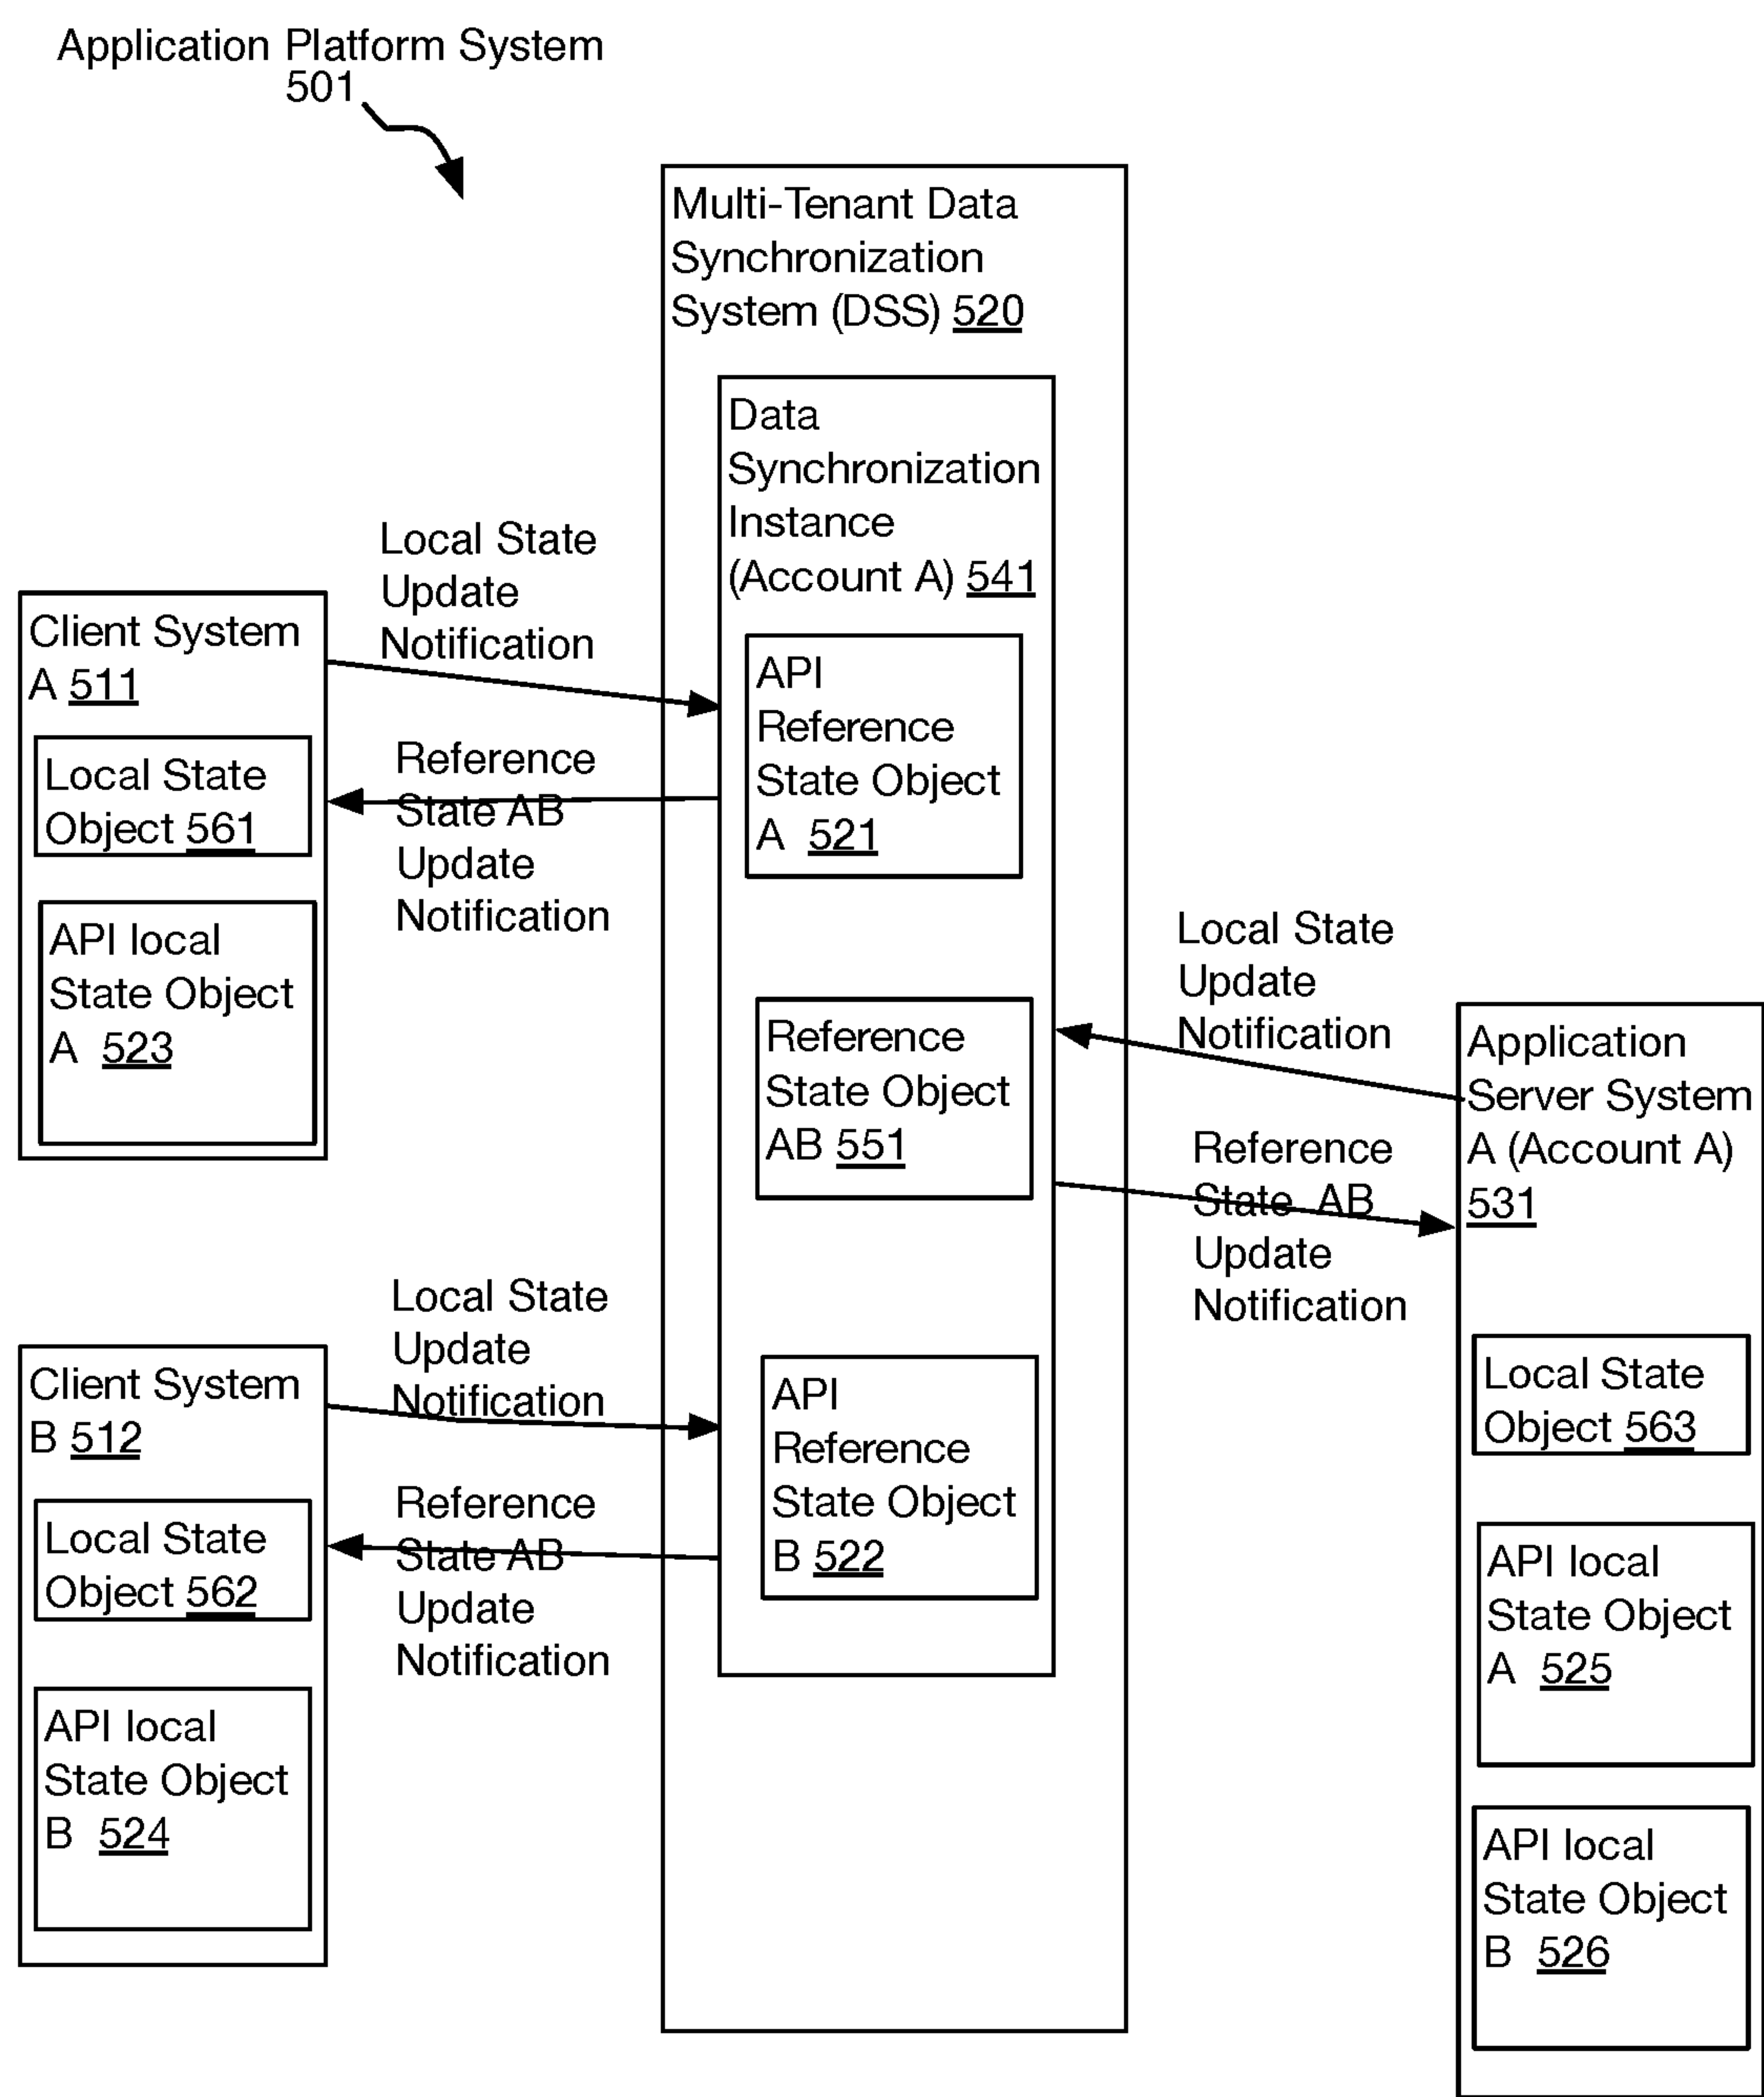 Application Platform System
501
Multi-Tenant Data
Synchronization
System (DSS) 520
Data
Synchronization
Instance
(Account A) 541
API
Reference
State Object
A 521
Reference
State Object
AB 551
API
Reference
State Object
B 522
Client System
A 511
Local State
Object 561
API local
State Object
A 523
Local State
Update
Notification
Reference
State AB
Update
Notification
Client System
B 512
Local State
Object 562
API local
State Object
B 524
Local State
Update
Notification
Reference
State AB
Update
Notification
Local State
Update
Notification
Reference
State AB
Update
Notification
Application
Server System
A (Account A)
531
Local State
Object 563
API local
State Object
A 525
API local
State Object
B 526